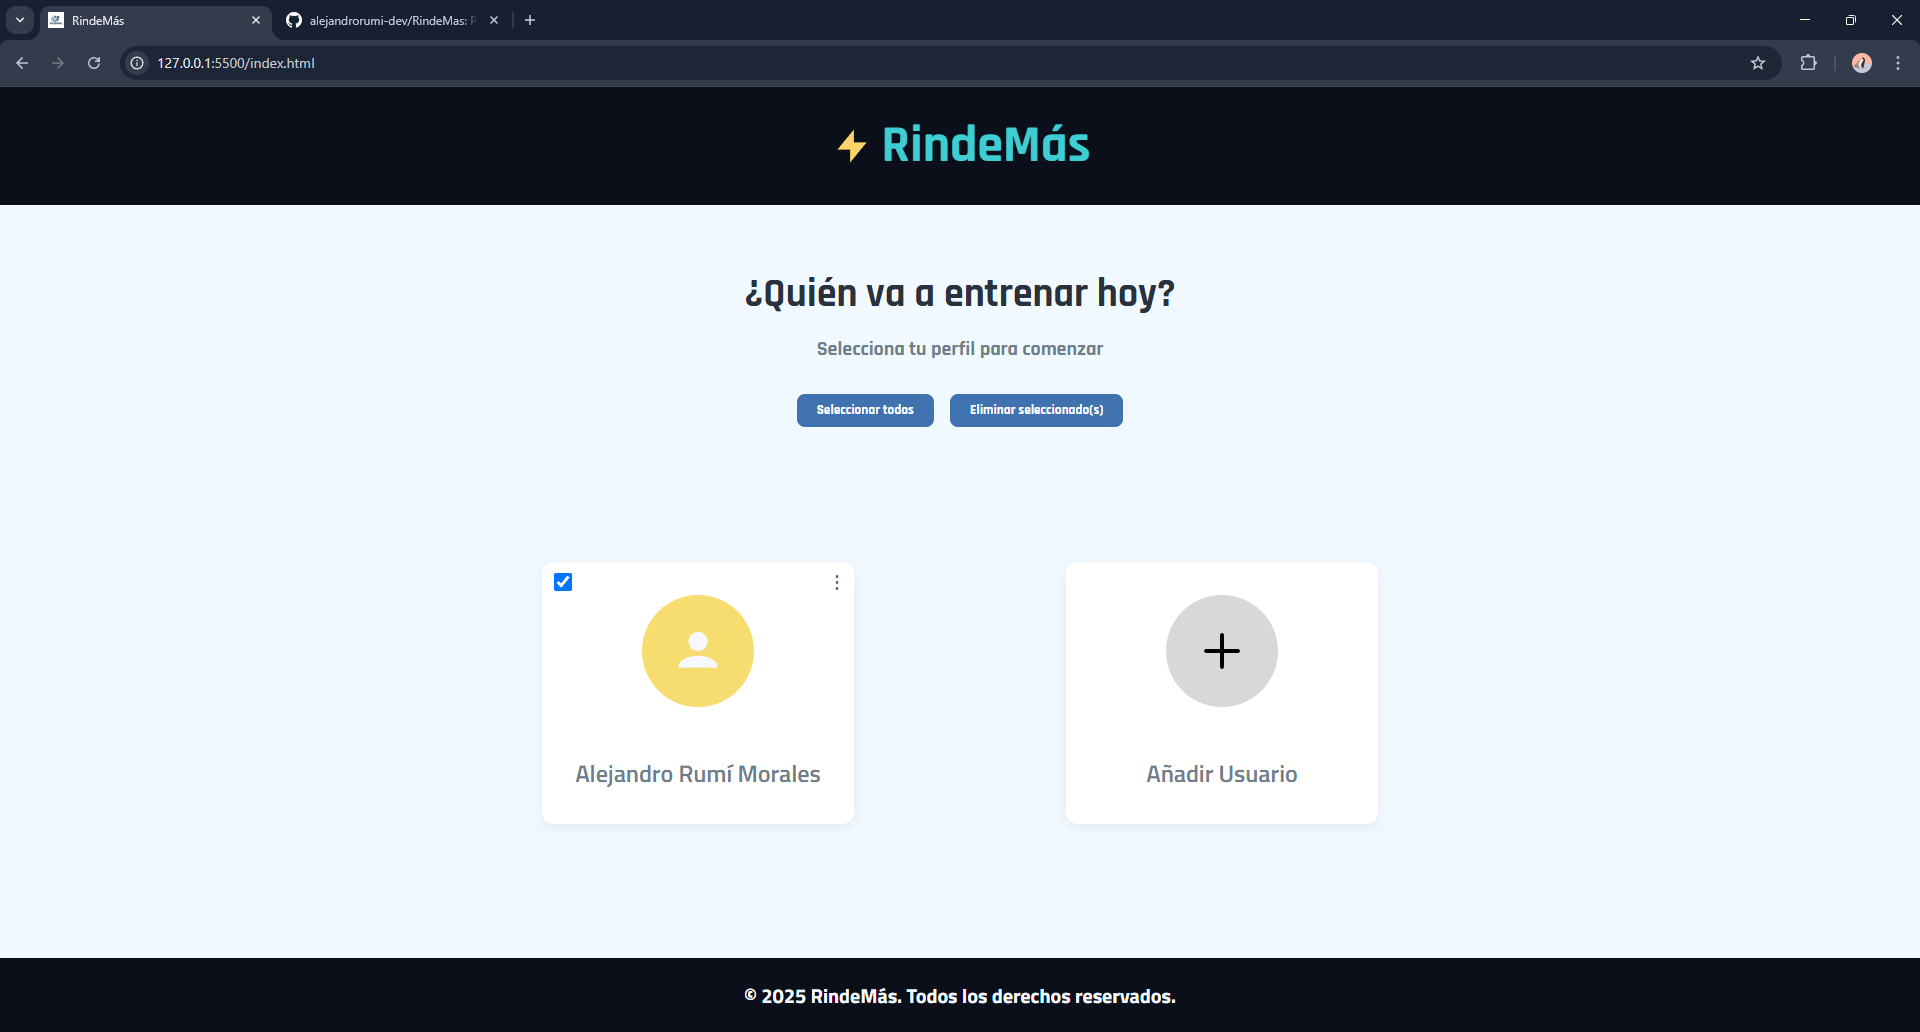 RindeMás
alejandrorumi-dev/RindeMas:
127.0.0.1:5500/index.html
RindeMás
¿Quién va a entrenar hoy?
Selecciona tu perfil para comenzar
Seleccionar todos
Eliminar seleccionado(s)
Alejandro Rumí Morales
Añadir Usuario
© 2025 RindeMás. Todos los derechos reservados.